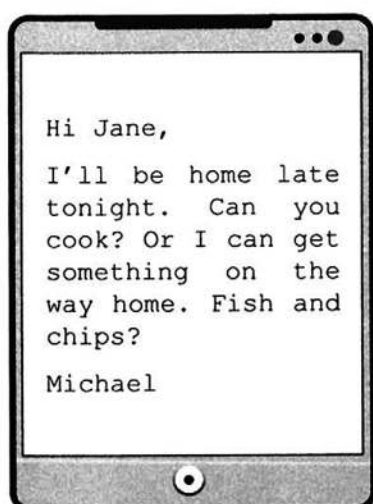 Hi Jane,
I'll be home late
tonight. Can you
cook? Or I can get
something on the
way home. Fish and
chips?
Michael